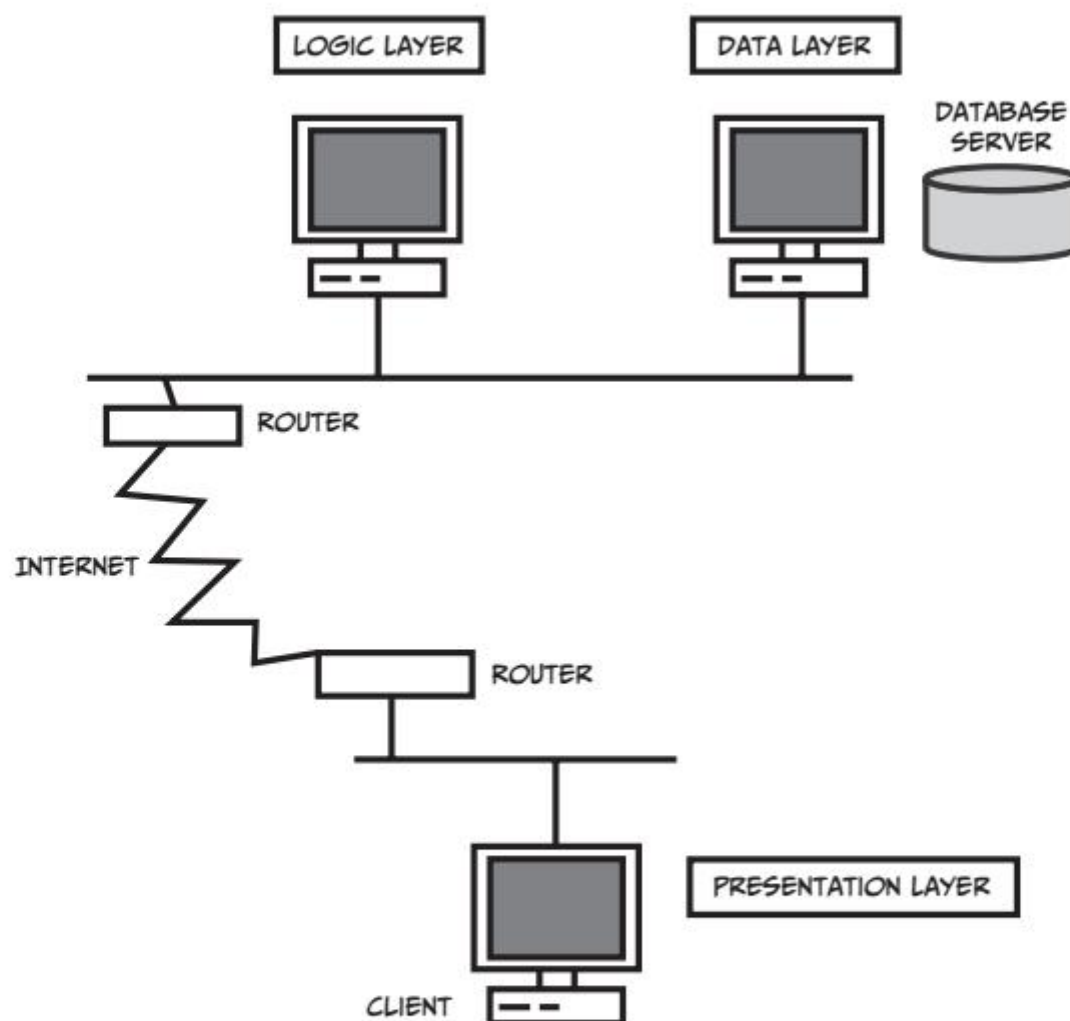 LOGIC LAYER
DATA LAYER
DATABASE
SERVER
ROUTER
INTERNET
ROUTER
PRESENTATION LAYER
CLIENT